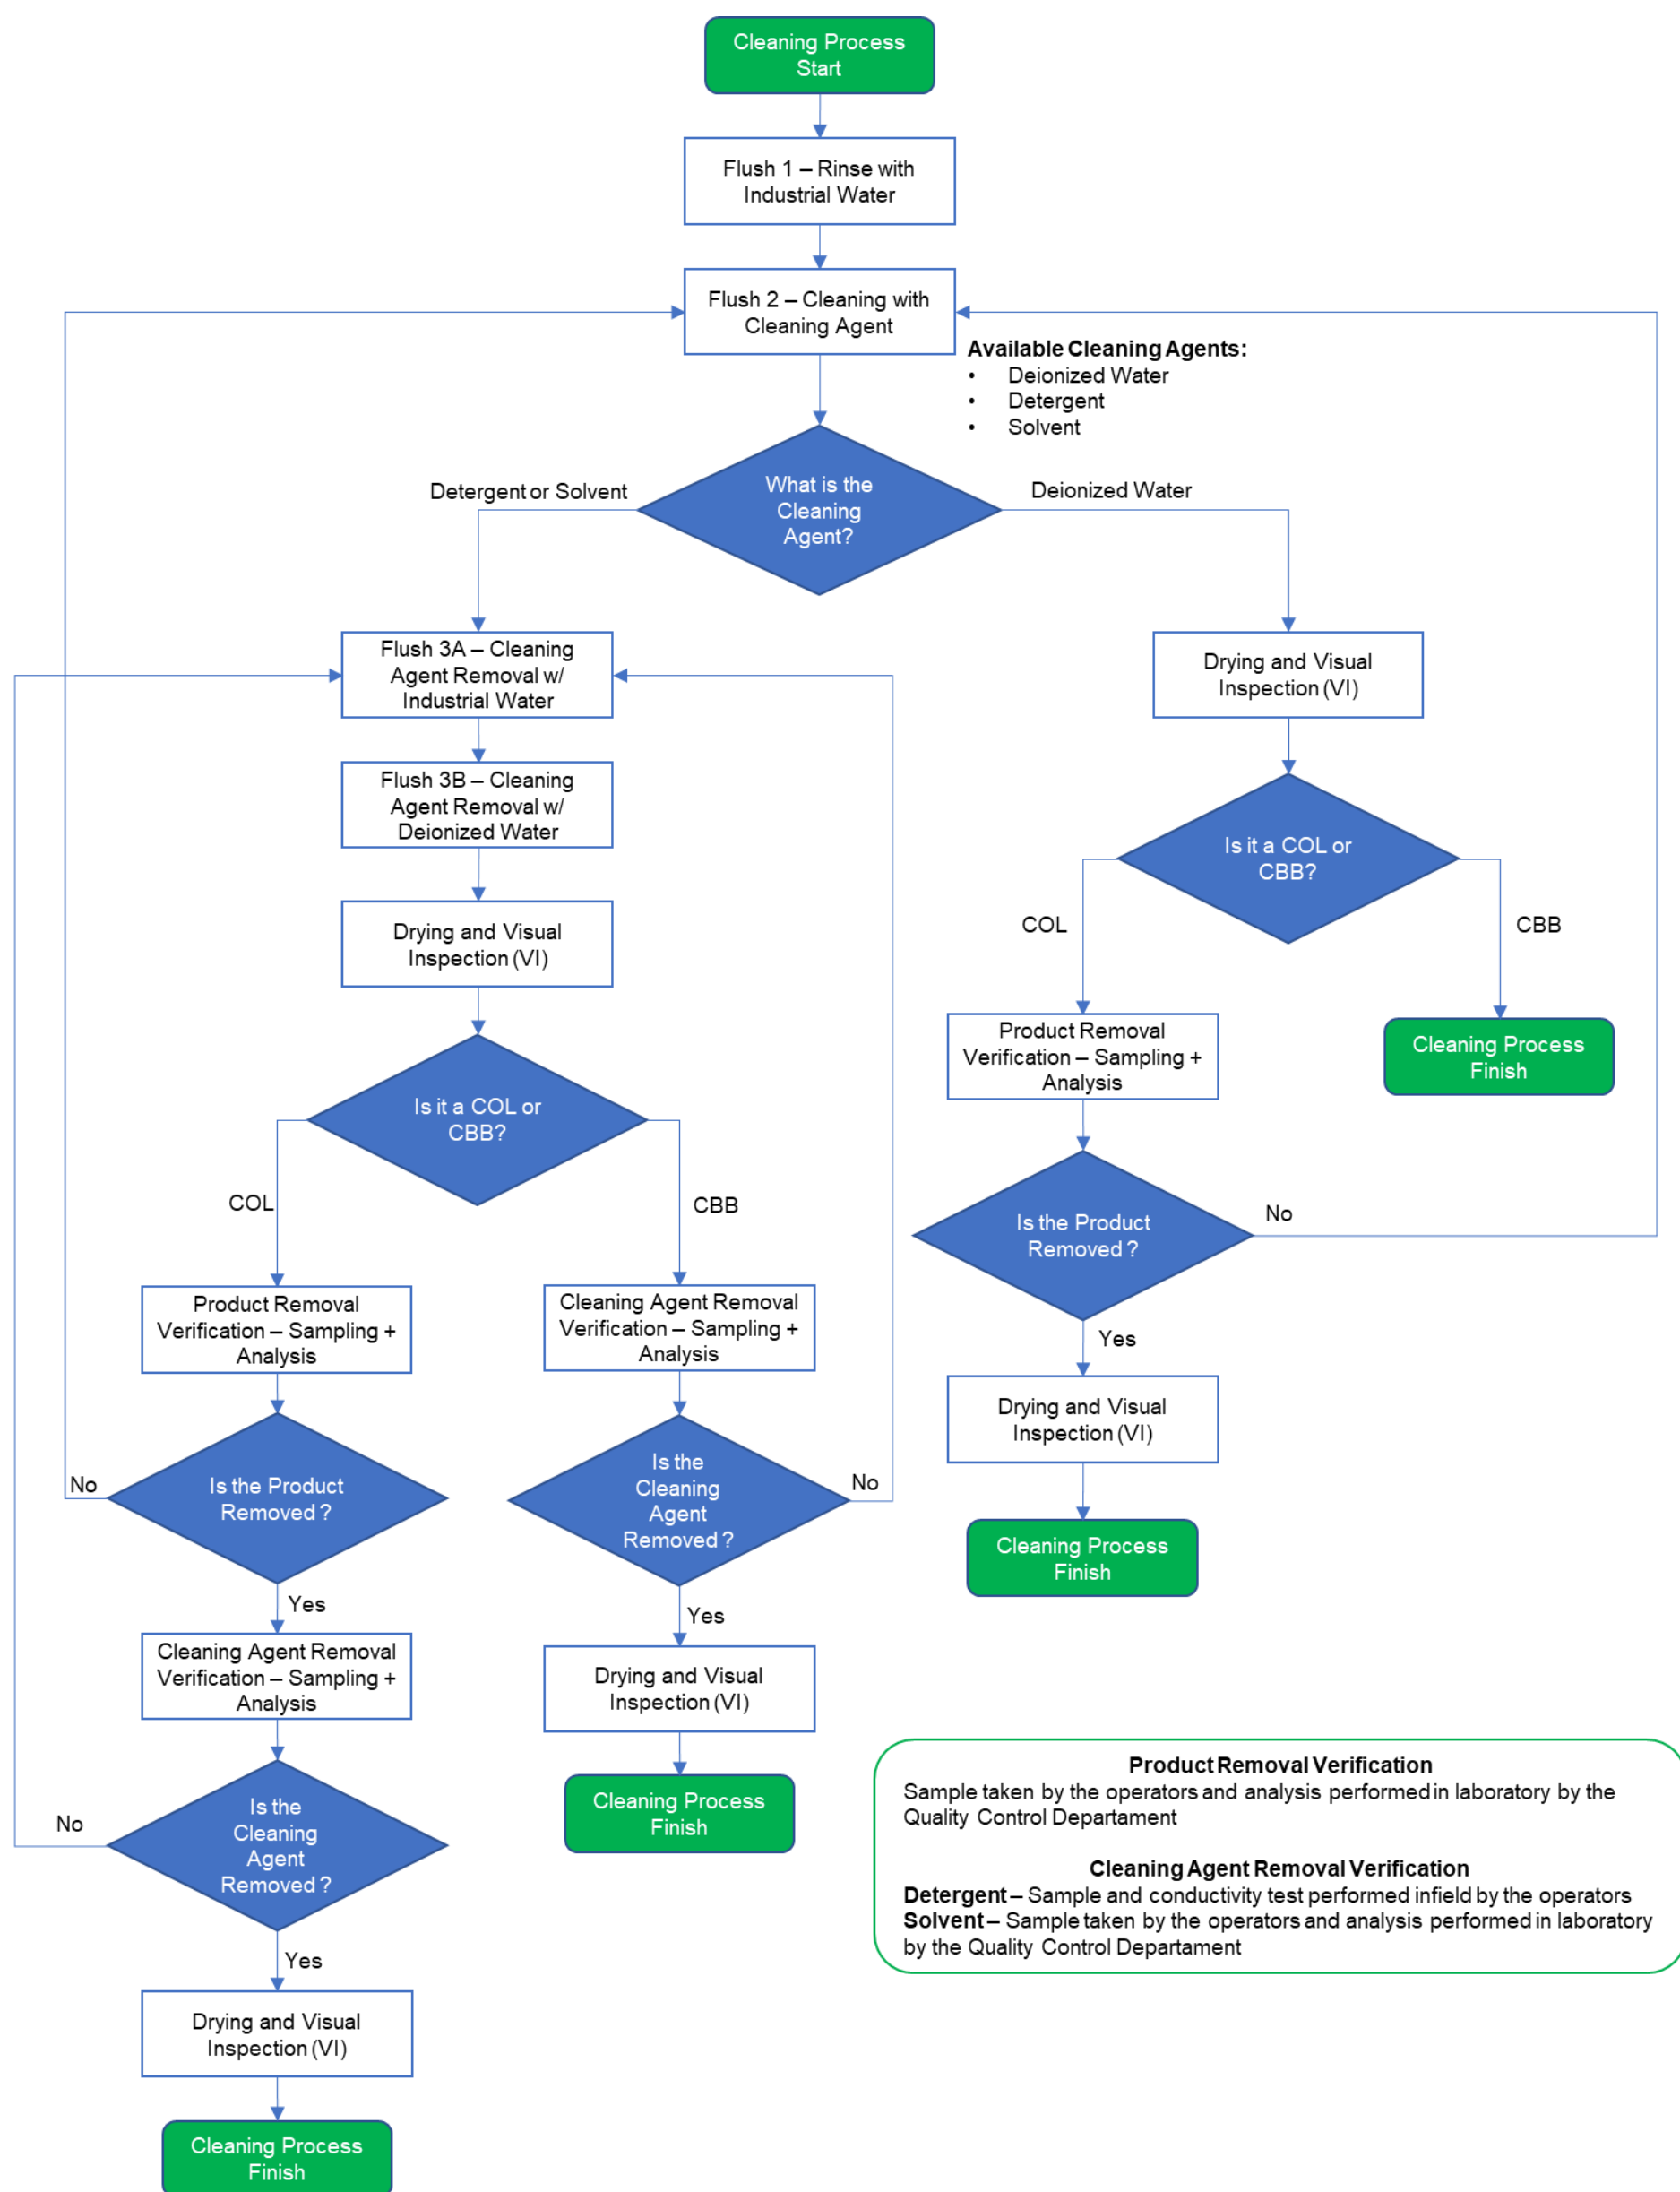 Cleaning Process
Start
Flush 1 – Rinse with
Industrial Water
Flush 2 – Cleaning with
Cleaning Agent
Available Cleaning Agents:
• Deionized Water
• Detergent
• Solvent
What is the
Cleaning
Agent?
Detergent or Solvent
Deionized Water
Flush 3A – Cleaning
Agent Removal w/
Industrial Water
Flush 3B – Cleaning
Agent Removal w/
Deionized Water
Drying and Visual
Inspection (VI)
Is it a COL or
CBB?
COL
CBB
Product Removal
Verification – Sampling +
Analysis
Is the Product
Removed ?
No
Yes
Cleaning Agent Removal
Verification – Sampling +
Analysis
Is the
Cleaning
Agent
Removed ?
No
Yes
Drying and Visual
Inspection (VI)
Cleaning Process
Finish
Cleaning Agent Removal
Verification – Sampling +
Analysis
Is the
Cleaning
Agent
Removed ?
No
Yes
Drying and Visual
Inspection (VI)
Cleaning Process
Finish
Drying and Visual
Inspection (VI)
Is it a COL or
CBB?
COL
CBB
Cleaning Process
Finish
Product Removal
Verification – Sampling +
Analysis
Is the Product
Removed ?
No
Yes
Drying and Visual
Inspection (VI)
Cleaning Process
Finish
Product Removal Verification
Sample taken by the operators and analysis performed in laboratory by the
Quality Control Departament
Cleaning Agent Removal Verification
Detergent – Sample and conductivity test performed infield by the operators
Solvent – Sample taken by the operators and analysis performed in laboratory
by the Quality Control Departament